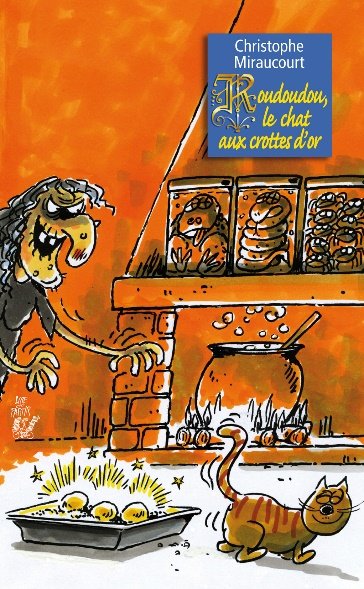 Christophe
Miraucourt
Roudoudou,
le chat
aux crottes d'or